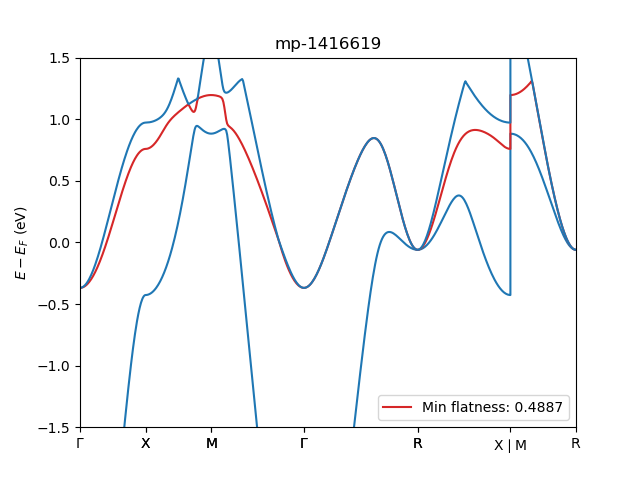 mp-1416619
E − E_F (eV)
1.5
1.0
0.5
0.0
−0.5
−1.0
−1.5
Min flatness: 0.4887
Γ X M Γ R X | M R